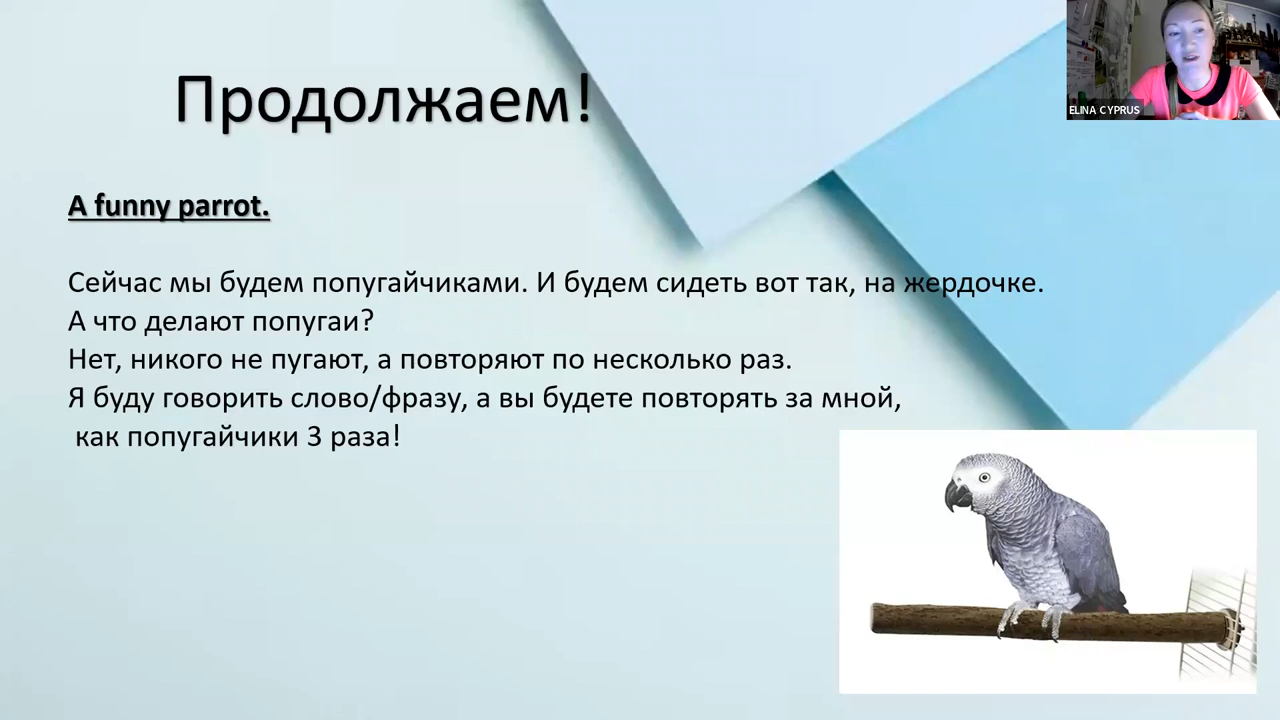 Продолжаем!
ELINA CYPRUS
A funny parrot.
Сейчас мы будем попугайчиками. И будем сидеть вот так, на жердочке.
А что делают попугаи?
Нет, никого не пугают, а повторяют по несколько раз.
Я буду говорить слово/фразу, а вы будете повторять за мной,
как попугайчики 3 раза!